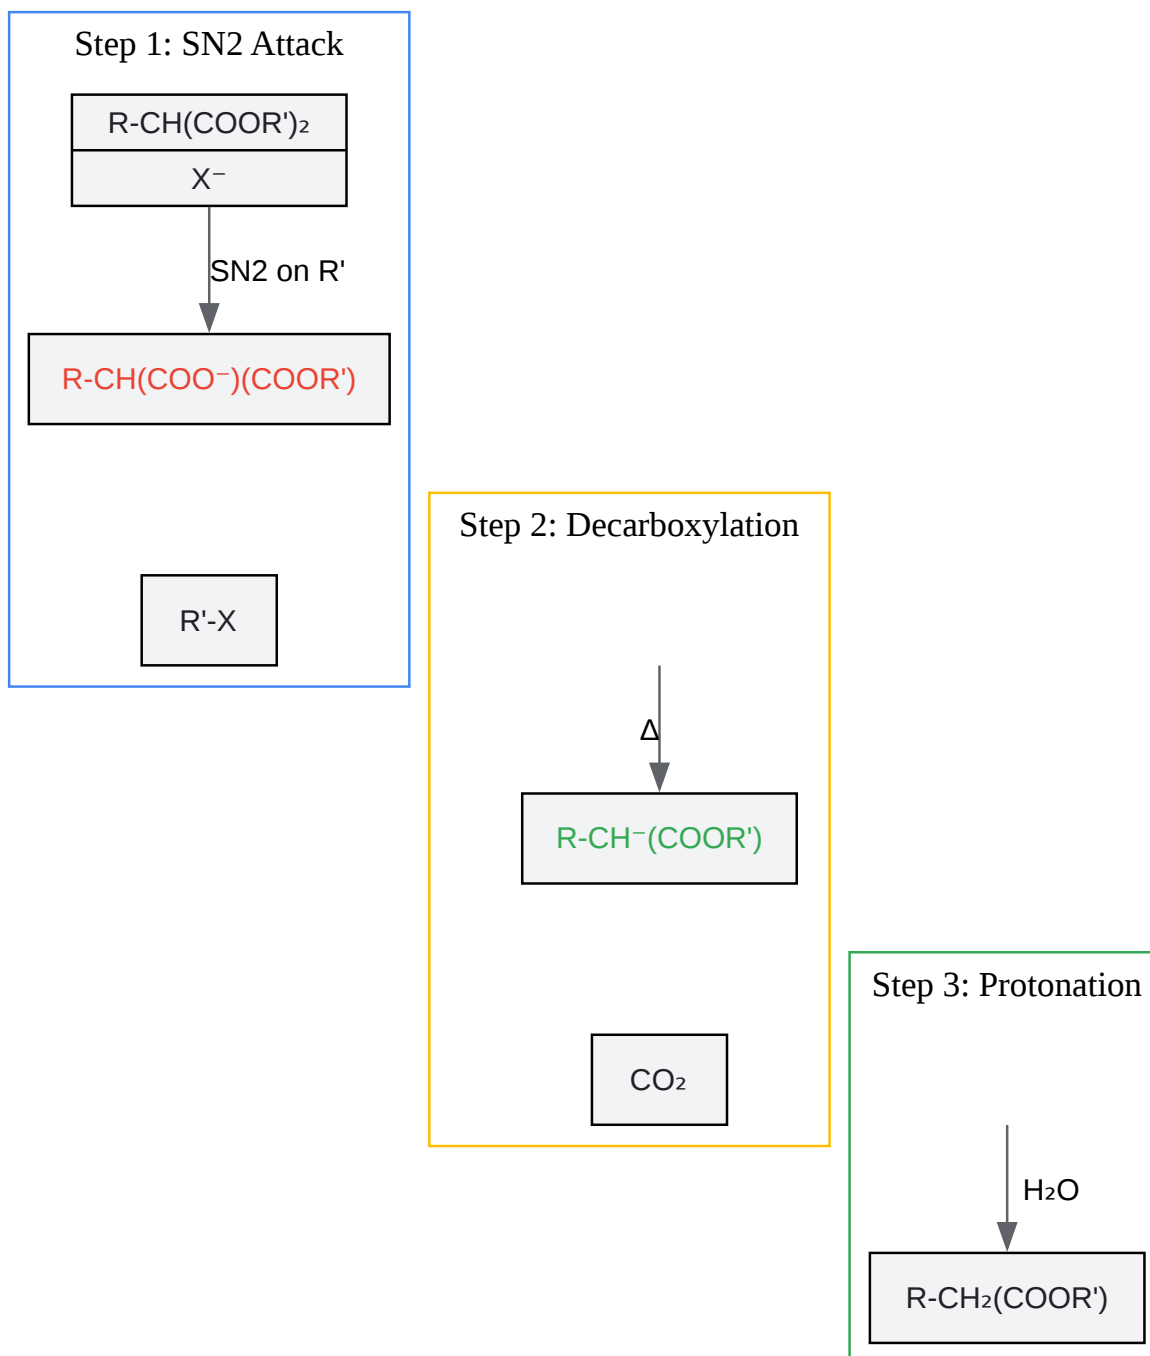 Step 1: SN2 Attack
R-CH(COOR')₂
X⁻
SN2 on R'
R-CH(COO⁻)(COOR')
R'-X
Step 2: Decarboxylation
Δ
R-CH⁻(COOR')
CO₂
Step 3: Protonation
H₂O
R-CH₂(COOR')